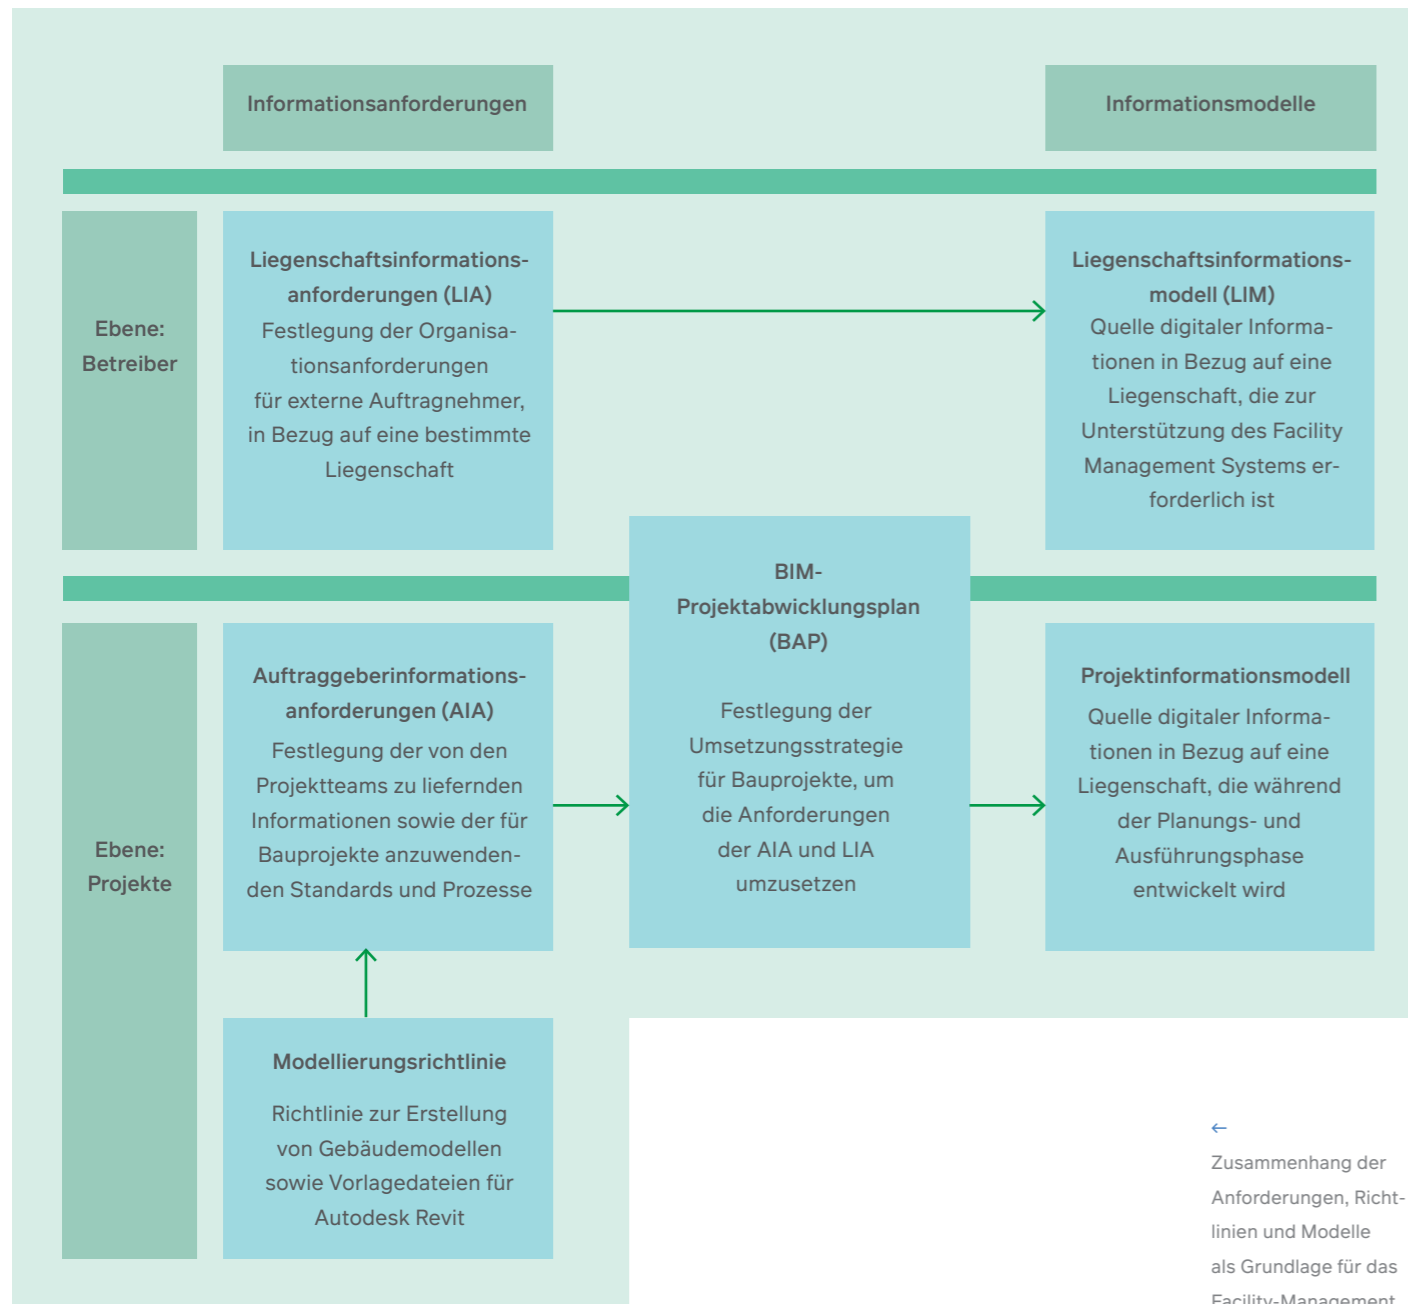 Informationsanforderungen
Informationsmodelle
Ebene:
Betreiber
Liegenschaftsinformations-
anforderungen (LIA)
Festlegung der Organisa-
tionsanforderungen
für externe Auftragnehmer,
in Bezug auf eine bestimmte
Liegenschaft
Liegenschaftsinformations-
modell (LIM)
Quelle digitaler Informa-
tionen in Bezug auf eine
Liegenschaft, die zur
Unterstützung des Facility
Management Systems er-
forderlich ist
BIM-
Projektabwicklungsplan
(BAP)
Festlegung der
Umsetzungsstrategie
für Bauprojekte, um
die Anforderungen
der AIA und LIA
umzusetzen
Ebene:
Projekte
Auftraggeberinformations-
anforderungen (AIA)
Festlegung der von den
Projektteams zu liefernden
Informationen sowie der für
Bauprojekte anzuwenden-
den Standards und Prozesse
Projektinformationsmodell
Quelle digitaler Informa-
tionen in Bezug auf eine
Liegenschaft, die während
der Planungs- und
Ausführungsphase
entwickelt wird
Modellierungsrichtlinie
Richtlinie zur Erstellung
von Gebäudemodellen
sowie Vorlagedateien für
Autodesk Revit
←
Zusammenhang der
Anforderungen, Richt-
linien und Modelle
als Grundlage für das
Facility-Management